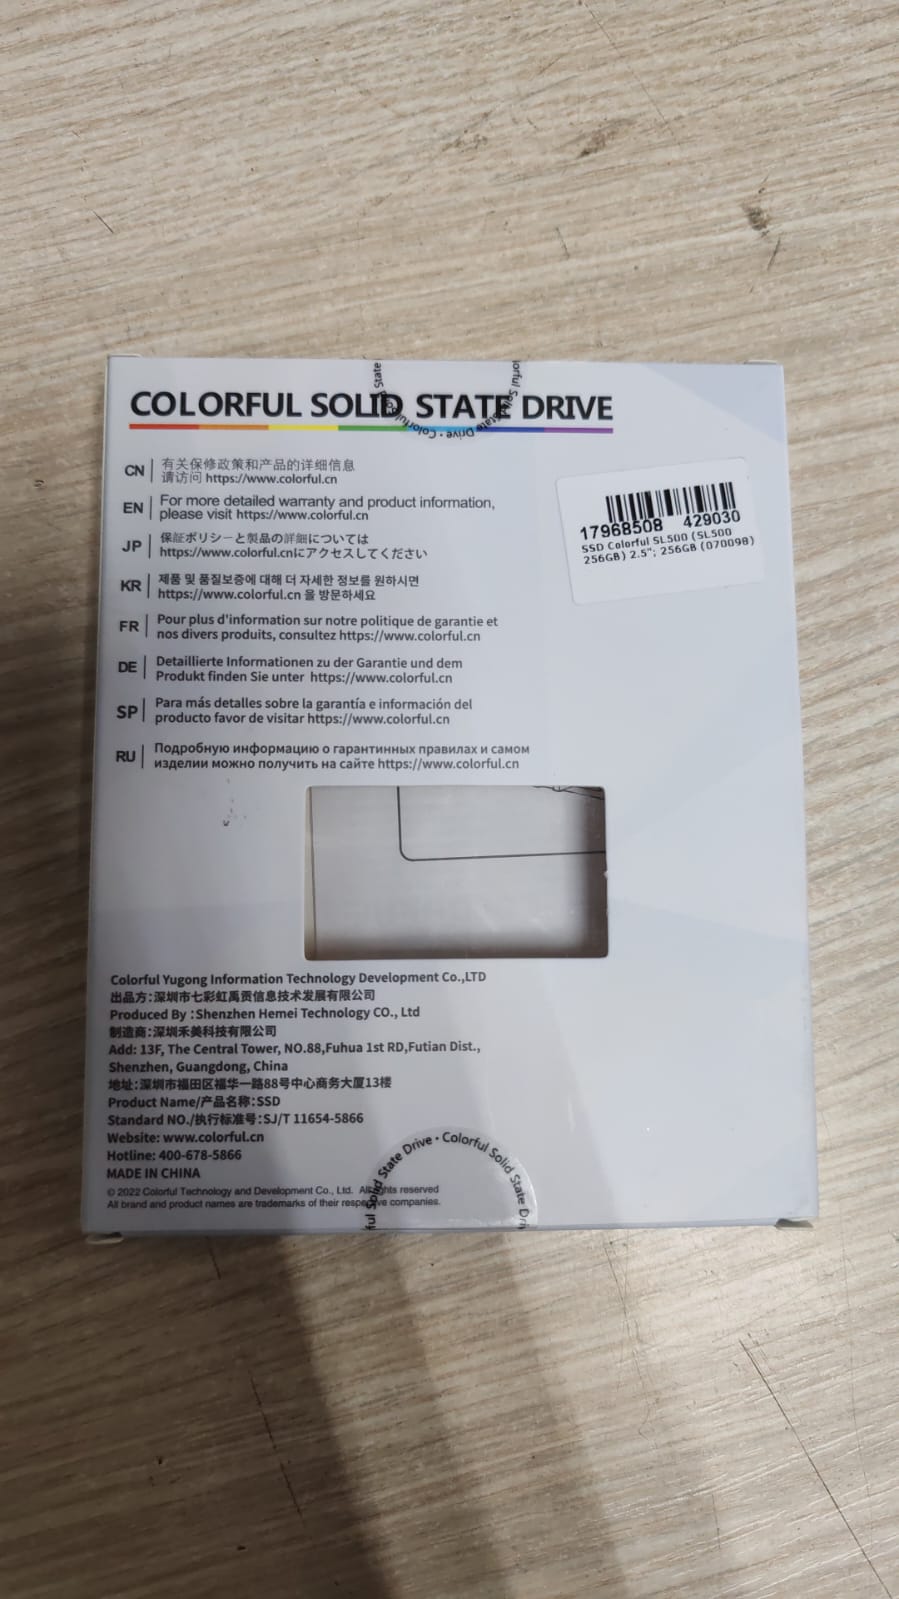 COLORFUL SOLID STATE DRIVE
CN
有关保修政策和产品的详细信息
请访问 https://www.colorful.cn
EN
For more detailed warranty and product information,
please visit https://www.colorful.cn
JP
保証ポリシーと製品の詳細については
https://www.colorful.cnにアクセスしてください
KR
제품 및 품질보증에 대해 더 자세한 정보를 원하시면
https://www.colorful.cn 을 방문하세요
FR
Pour plus d'information sur notre politique de garantie et
nos divers produits, consultez https://www.colorful.cn
DE
Detaillierte Informationen zu der Garantie und dem
Produkt finden Sie unter https://www.colorful.cn
SP
Para más detalles sobre la garantía e información del
producto favor de visitar https://www.colorful.cn
RU
Подробную информацию о гарантинных правилах и самом
изделии можно получить на сайте https://www.colorful.cn
17968508 429030
SSD Colorful SL500 (SL500
256GB) 2.5"; 256GB (070098)
Colorful Yugong Information Technology Development Co.,LTD
出品方：深圳市七彩虹禹贡信息技术发展有限公司
Produced By :Shenzhen Hemei Technology CO., Ltd
制造商：深圳禾美科技有限公司
Add: 13F, The Central Tower, NO.88,Fuhua 1st RD,Futian Dist.,
Shenzhen, Guangdong, China
地址：深圳市福田区福华一路88号中心商务大厦13楼
Product Name/产品名称：SSD
Standard NO./执行标准号：SJ/T 11654-5866
Website: www.colorful.cn
Hotline: 400-678-5866
MADE IN CHINA
© 2022 Colorful Technology and Development Co., Ltd. All rights reserved
All brand and product names are trademarks of their respective companies.
ful Solid State Drive · Colorful Solid State Dri